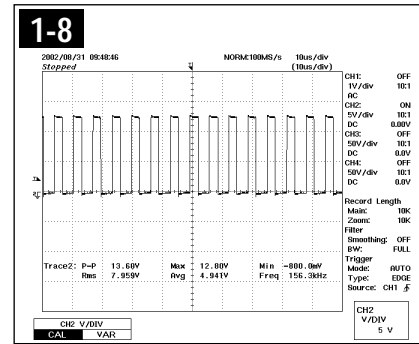 1-8
2002/08/31 09:48:46 NORM:100MS/s 10us/div
Stopped (10us/div)
CH1: OFF
1V/div 10:1
AC
CH2: ON
5V/div 10:1
DC 0.00V
CH3: OFF
50V/div 10:1
DC 0.0V
CH4: OFF
50V/div 10:1
DC 0.0V
Record Length
Main: 10K
Zoom: 10K
Filter
Smoothing: OFF
BW: FULL
Trigger
Mode: AUTO
Type: EDGE
Source: CH1
Trace2: P-P 13.60V Max 12.80V Min -800.0mV
Rms 7.959V Avg 4.941V Freq 156.3kHz
CH2 V/DIV
CAL VAR
CH2
V/DIV
5 V